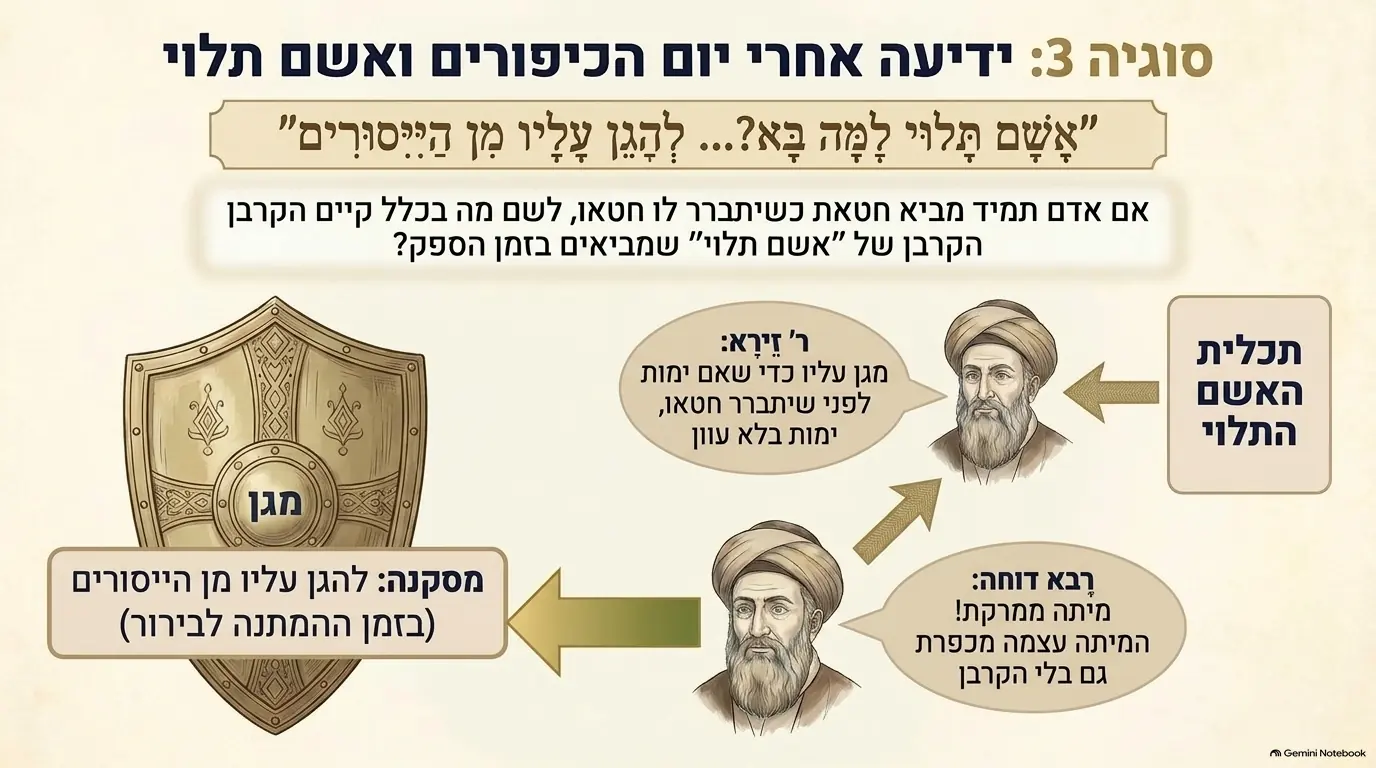 סוגיה 3: ידיעה אחרי יום הכיפורים ואשם תלוי
"אָשָׁם תָּלוּי לָמָּה בָּא?... לְהָגֵן עָלָיו מִן הַיִּיסּוּרִים"
אם אדם תמיד מביא חטאת כשיתברר לו חטאו, לשם מה בכלל קיים הקרבן
הקרבן של "אשם תלוי" שמביאים בזמן הספק?
תכלית
האשם
התלוי
ר' זֵירָא:
מגן עליו כדי שאם ימות
לפני שיתברר חטאו,
ימות בלא עוון
רָבא דוחה:
מיתה ממרקת!
המיתה עצמה מכפרת
גם בלי הקרבן
מגן
מסקנה: להגן עליו מן הייסורים
(בזמן ההמתנה לבירור)
Gemini Notebook